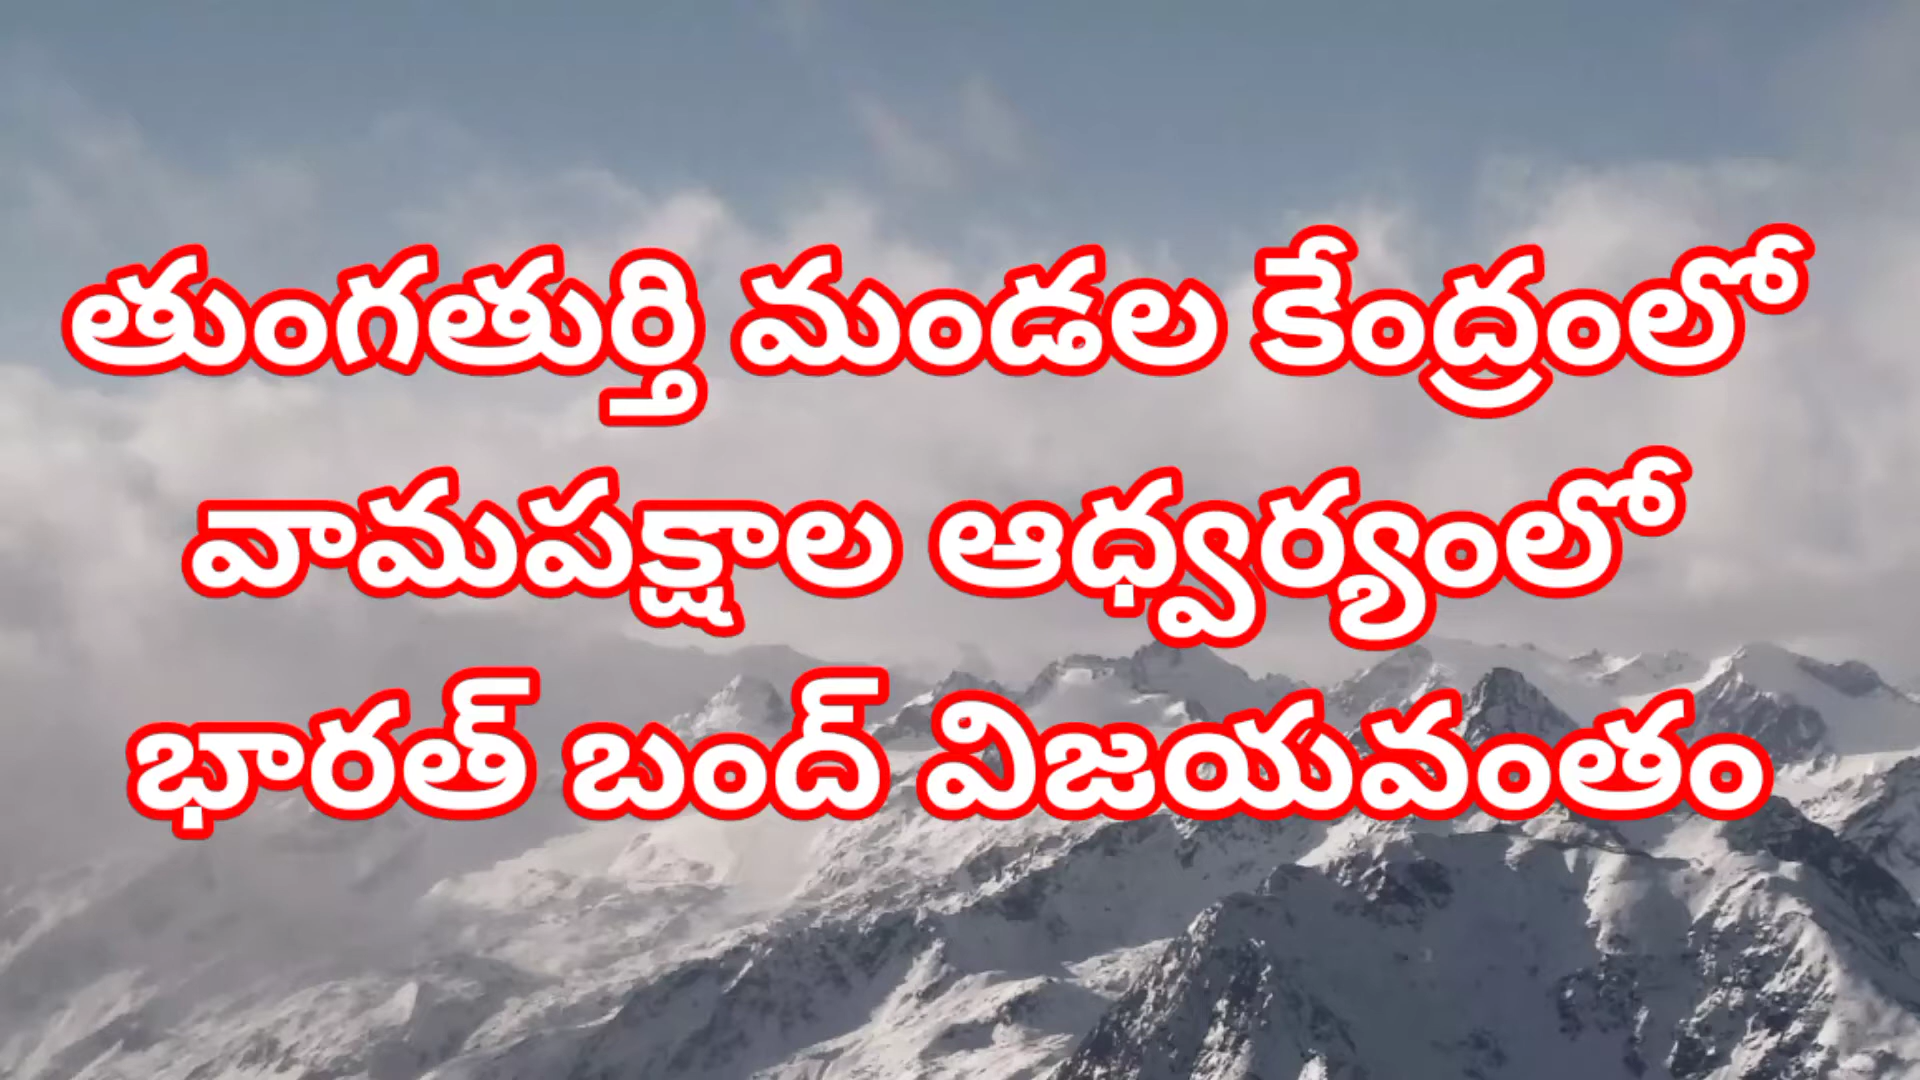 తుంగతుర్తి మండల కేంద్రంలో
వామపక్షాల ఆధ్వర్యంలో
భారత్ బంద్ విజయవంతం